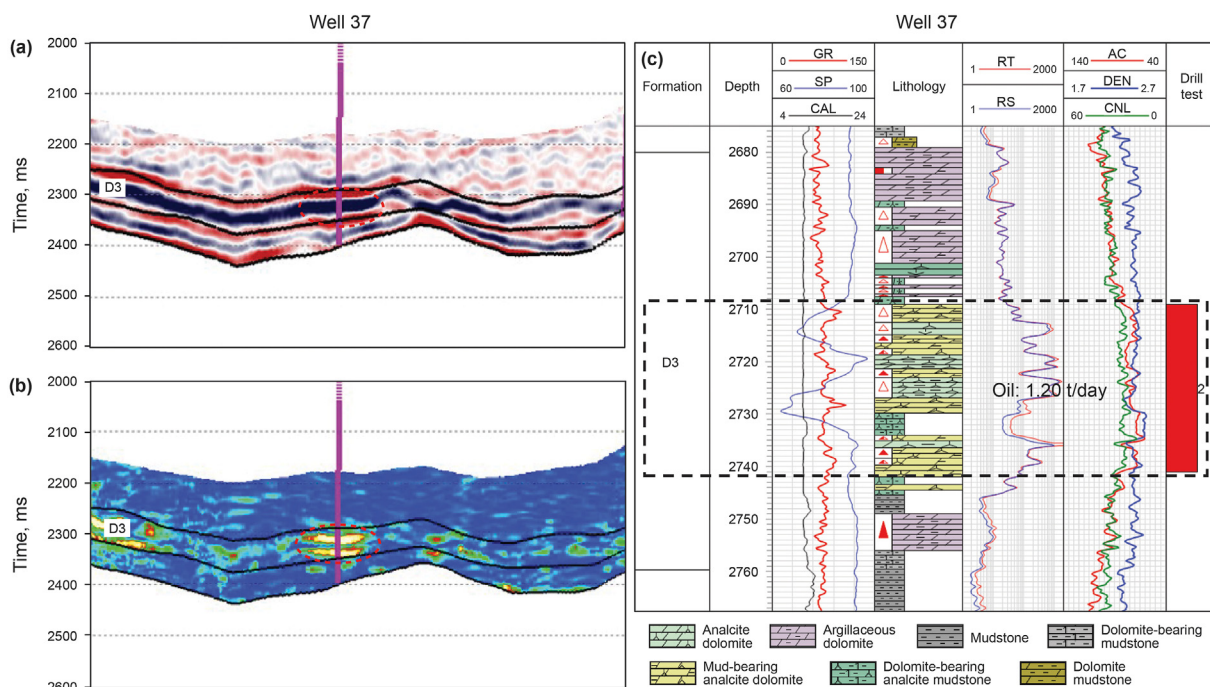 Well 37
(a)
2000
2100
2200
2300
2400
2500
2600
Time, ms
D3
(b)
2000
2100
2200
2300
2400
2500
2600
Time, ms
D3
Well 37
(c)
Formation
Depth
GR
0 150
SP
60 100
CAL
4 24
Lithology
RT
1 2000
RS
1 2000
AC
140 40
DEN
1.7 2.7
CNL
60 0
Drill
test
2680
2690
2700
2710
2720
2730
2740
2750
2760
D3
Oil: 1.20 t/day
2
Analcite
dolomite
Argillaceous
dolomite
Mudstone
Dolomite-bearing
mudstone
Mud-bearing
analcite dolomite
Dolomite-bearing
analcite mudstone
Dolomite
mudstone